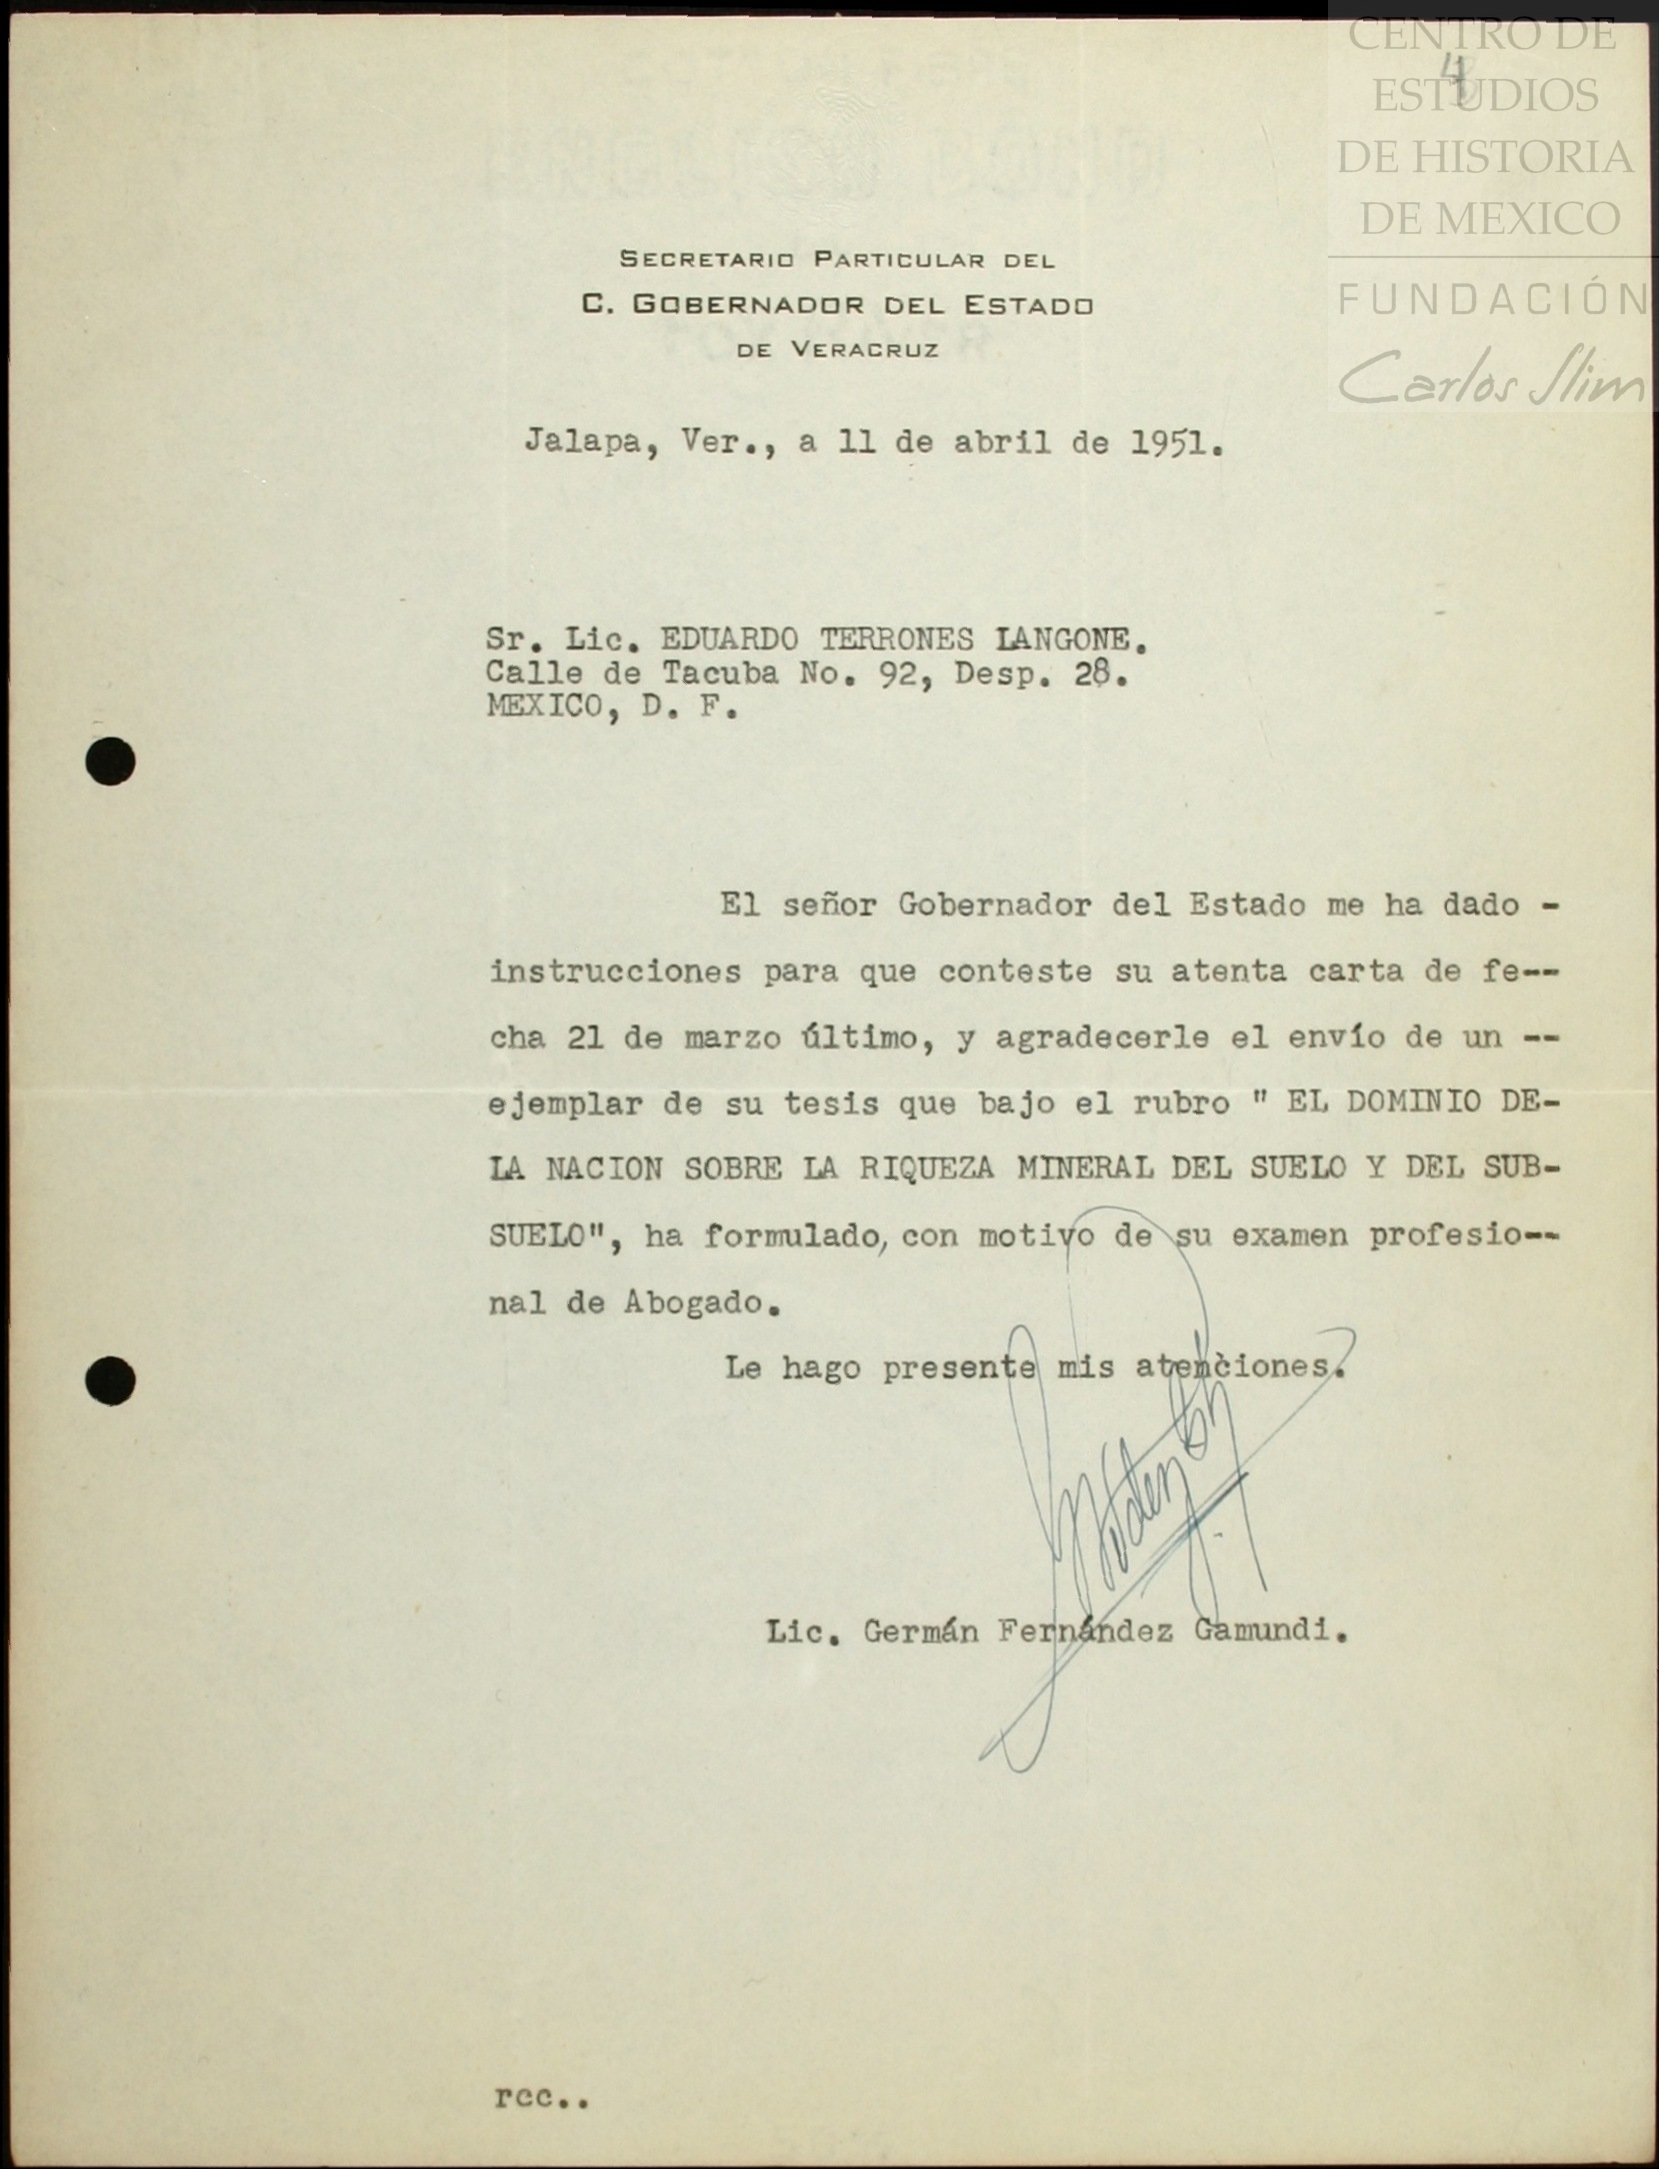 CENTRO DE
ESTUDIOS
DE HISTORIA
DE MEXICO
FUNDACIÓN
Carlos Slim
4
SECRETARIO PARTICULAR DEL
C. GOBERNADOR DEL ESTADO
DE VERACRUZ
Jalapa, Ver., a 11 de abril de 1951.
Sr. Lic. EDUARDO TERRONES LANGONE.
Calle de Tacuba No. 92, Desp. 28.
MEXICO, D. F.
El señor Gobernador del Estado me ha dado -
instrucciones para que conteste su atenta carta de fe--
cha 21 de marzo último, y agradecerle el envío de un --
ejemplar de su tesis que bajo el rubro " EL DOMINIO DE-
LA NACION SOBRE LA RIQUEZA MINERAL DEL SUELO Y DEL SUB-
SUELO", ha formulado, con motivo de su examen profesio--
nal de Abogado.
Le hago presente mis atenciones.
Lic. Germán Fernández Gamundi.
rcc..